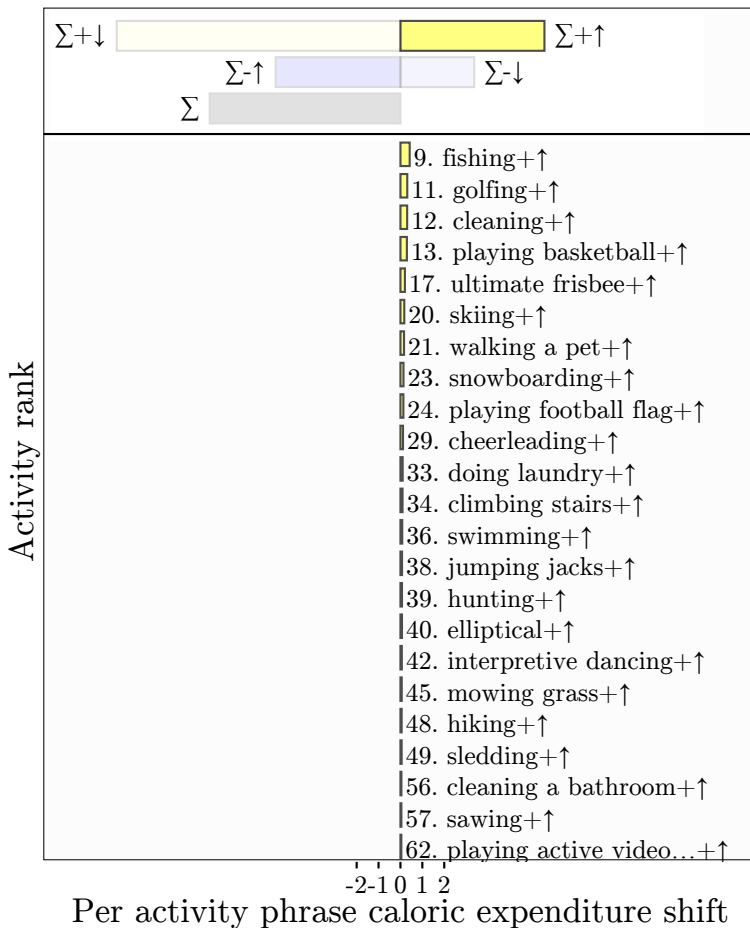 ∑+↓ ∑+↑
∑-↑ ∑-↓
∑
9. fishing+↑
11. golfing+↑
12. cleaning+↑
13. playing basketball+↑
17. ultimate frisbee+↑
20. skiing+↑
21. walking a pet+↑
23. snowboarding+↑
24. playing football flag+↑
29. cheerleading+↑
33. doing laundry+↑
34. climbing stairs+↑
36. swimming+↑
38. jumping jacks+↑
39. hunting+↑
40. elliptical+↑
42. interpretive dancing+↑
45. mowing grass+↑
48. hiking+↑
49. sledding+↑
56. cleaning a bathroom+↑
57. sawing+↑
62. playing active video...+↑
Activity rank
-2 -1 0 1 2
Per activity phrase caloric expenditure shift